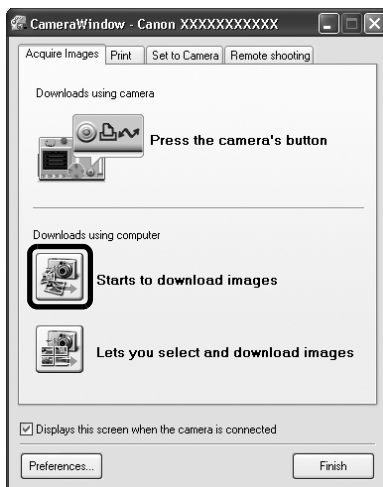 CameraWindow - Canon XXXXXXXXXXX
Acquire Images Print Set to Camera Remote shooting
Downloads using camera
Press the camera's button
Downloads using computer
Starts to download images
Lets you select and download images
Displays this screen when the camera is connected
Preferences... Finish